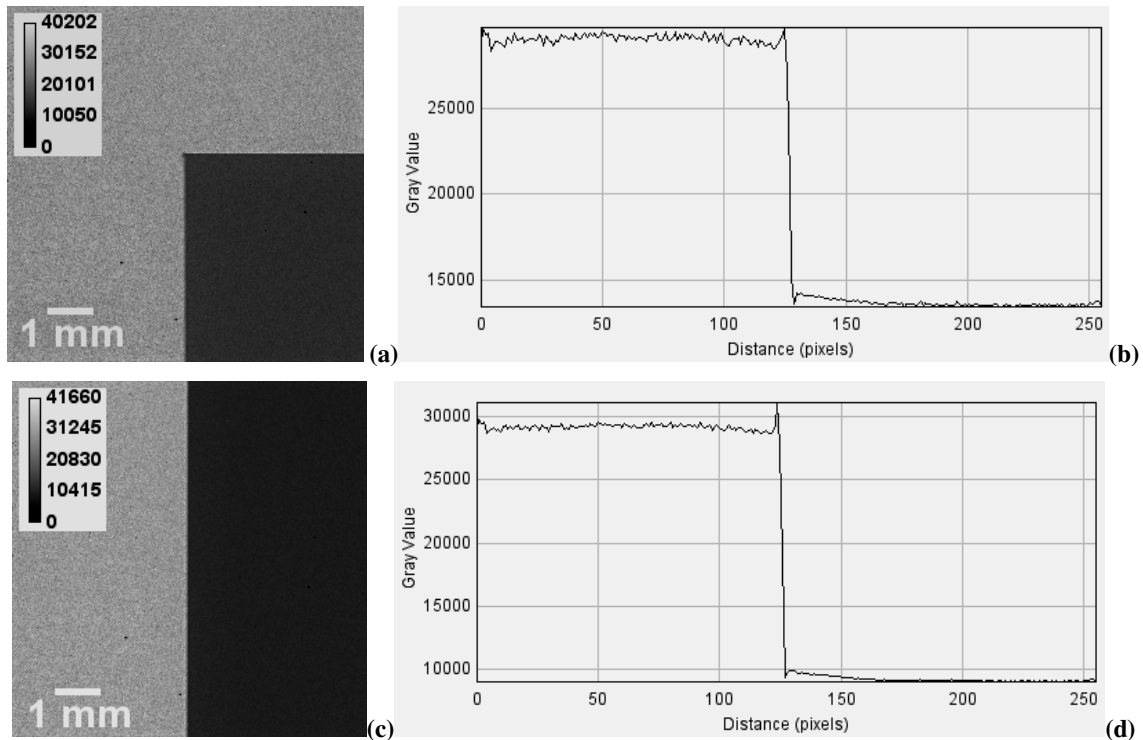 40202
30152
20101
10050
0
1 mm
(a)
25000
20000
15000
Gray Value
0 50 100 150 200 250
Distance (pixels)
(b)
41660
31245
20830
10415
0
1 mm
(c)
30000
25000
20000
15000
10000
Gray Value
0 50 100 150 200 250
Distance (pixels)
(d)